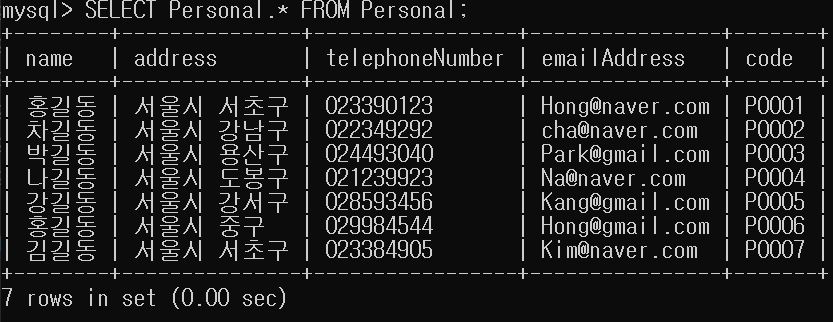 mysql> SELECT Personal.* FROM Personal;
+--------+---------------+-----------------+----------------+-------+
| name | address | telephoneNumber | emailAddress | code |
+--------+---------------+-----------------+----------------+-------+
| 홍길동 | 서울시 서초구 | 023390123 | Hong@naver.com | P0001 |
| 차길동 | 서울시 강남구 | 022349292 | cha@naver.com | P0002 |
| 박길동 | 서울시 용산구 | 024493040 | Park@gmail.com | P0003 |
| 나길동 | 서울시 도봉구 | 021239923 | Na@naver.com | P0004 |
| 강길동 | 서울시 강서구 | 028593456 | Kang@gmail.com | P0005 |
| 홍길동 | 서울시 중구 | 029984544 | Hong@gmail.com | P0006 |
| 김길동 | 서울시 서초구 | 023384905 | Kim@naver.com | P0007 |
+--------+---------------+-----------------+----------------+-------+
7 rows in set (0.00 sec)